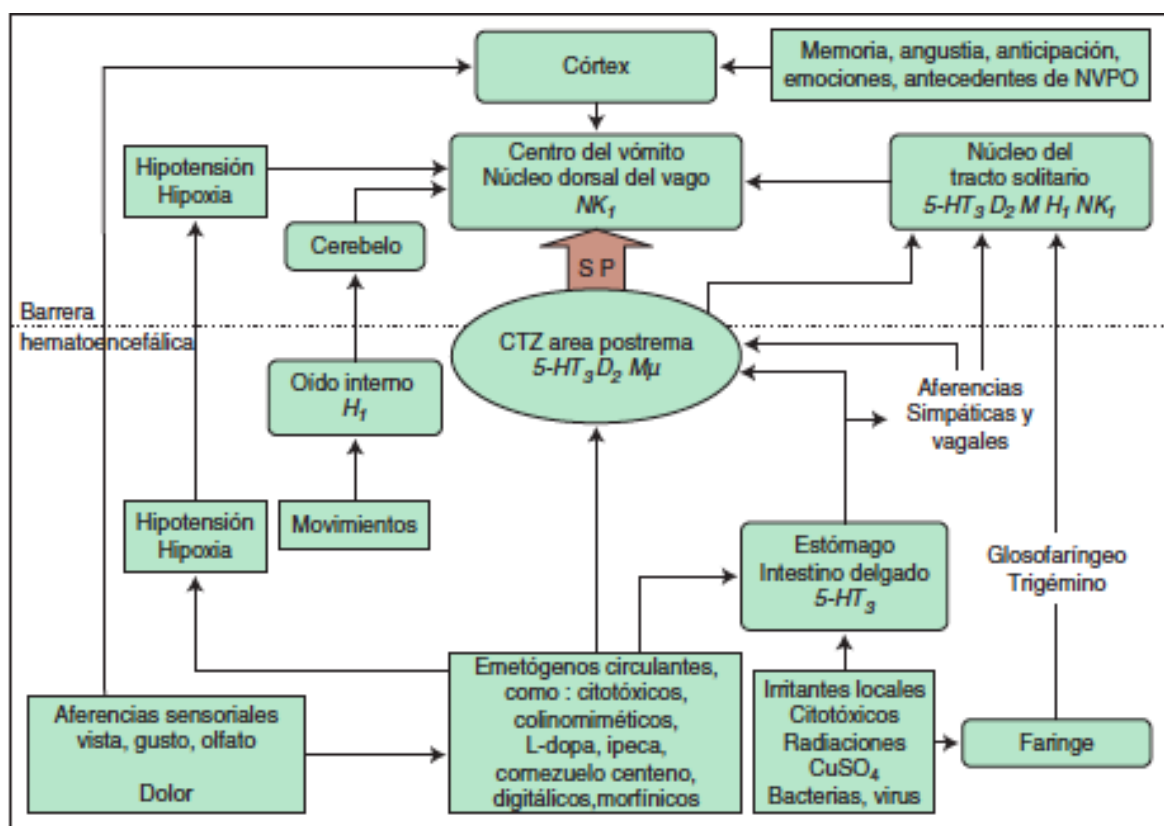 Córtex
Memoria, angustia, anticipación,
emociones, antecedentes de NVPO
Hipotensión
Hipoxia
Centro del vómito
Núcleo dorsal del vago
NK₁
Núcleo del
tracto solitario
5-HT₃ D₂ M H₁ NK₁
Cerebelo
S P
Barrera
hematoencefálica
CTZ area postrema
5-HT₃ D₂ Mµ
Oído interno
H₁
Aferencias
Simpáticas y
vagales
Hipotensión
Hipoxia
Movimientos
Estómago
Intestino delgado
5-HT₃
Glosofaríngeo
Trigémino
Aferencias sensoriales
vista, gusto, olfato
Dolor
Emetógenos circulantes,
como : citotóxicos,
colinomiméticos,
L-dopa, ipeca,
cornezuelo centeno,
digitálicos,morfínicos
Irritantes locales
Citotóxicos
Radiaciones
CuSO₄
Bacterias, virus
Faringe